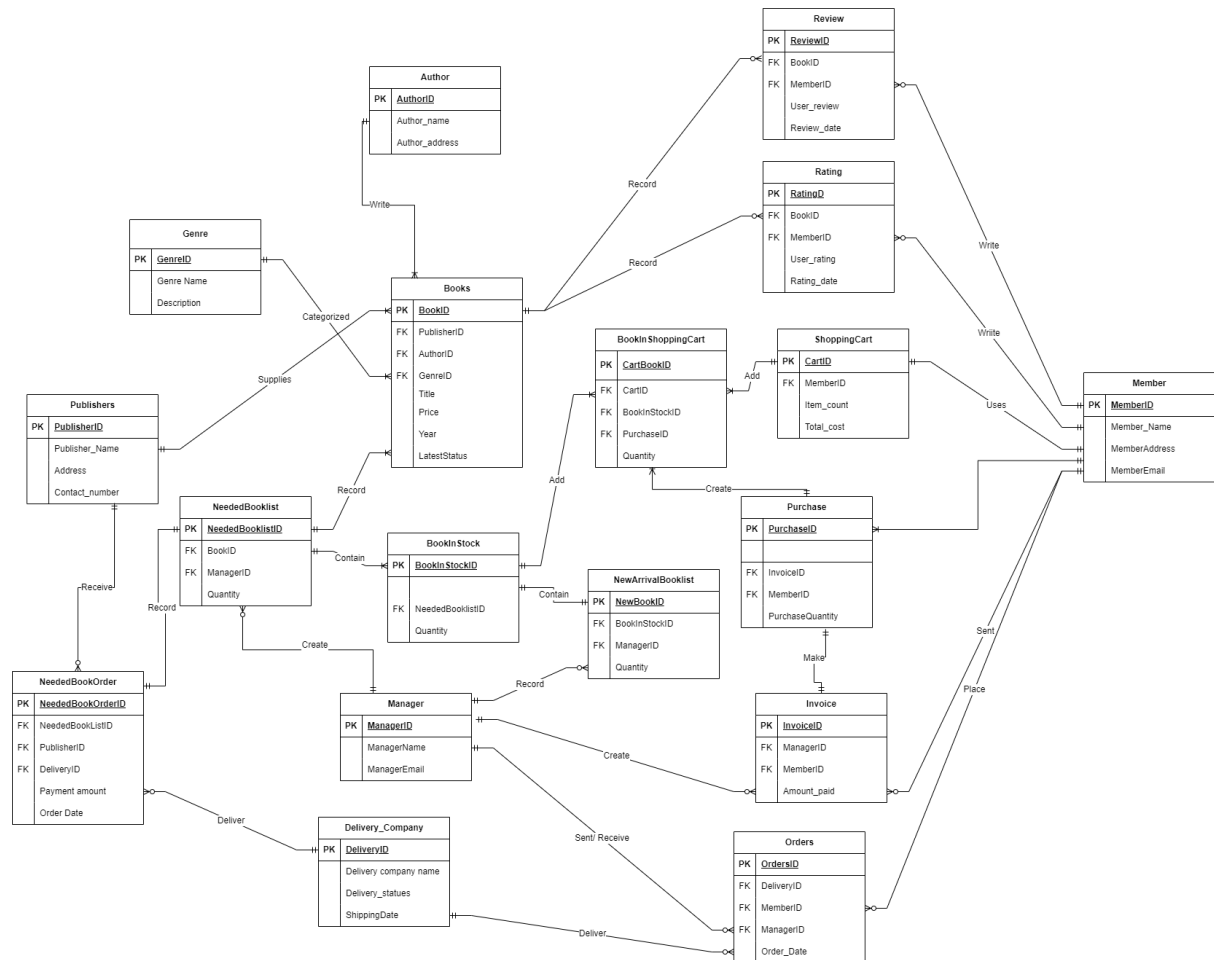 Review
PK ReviewID
FK BookID
FK MemberID
User_review
Review_date
Author
PK AuthorID
Author_name
Author_address
Rating
PK RatingD
FK BookID
FK MemberID
User_rating
Rating_date
Record
Write
Record
Write
Genre
PK GenreID
Genre Name
Description
Categorized
Books
PK BookID
FK PublisherID
FK AuthorID
FK GenreID
Title
Price
Year
LatestStatus
BookInShoppingCart
PK CartBookID
FK CartID
FK BookInStockID
FK PurchaseID
Quantity
Add
ShoppingCart
PK CartID
FK MemberID
Item_count
Total_cost
Wriite
Uses
Member
PK MemberID
Member_Name
MemberAddress
MemberEmail
Supplies
Publishers
PK PublisherID
Publisher_Name
Address
Contact_number
Record
Add
Create
NeededBooklist
PK NeededBooklistID
FK BookID
FK ManagerID
Quantity
Contain
BookInStock
PK BookInStockID
FK NeededBooklistID
Quantity
Contain
NewArrivalBooklist
PK NewBookID
FK BookInStockID
FK ManagerID
Quantity
Purchase
PK PurchaseID
FK InvoiceID
FK MemberID
PurchaseQuantity
Receive
Record
Create
Record
Make
Sent
Place
NeededBookOrder
PK NeededBookOrderID
FK NeededBookListID
FK PublisherID
FK DeliveryID
Payment amount
Order Date
Manager
PK ManagerID
ManagerName
ManagerEmail
Create
Invoice
PK InvoiceID
FK ManagerID
FK MemberID
Amount_paid
Deliver
Sent/ Receive
Delivery_Company
PK DeliveryID
Delivery company name
Delivery_statues
ShippingDate
Deliver
Orders
PK OrdersID
FK DeliveryID
FK MemberID
FK ManagerID
Order_Date